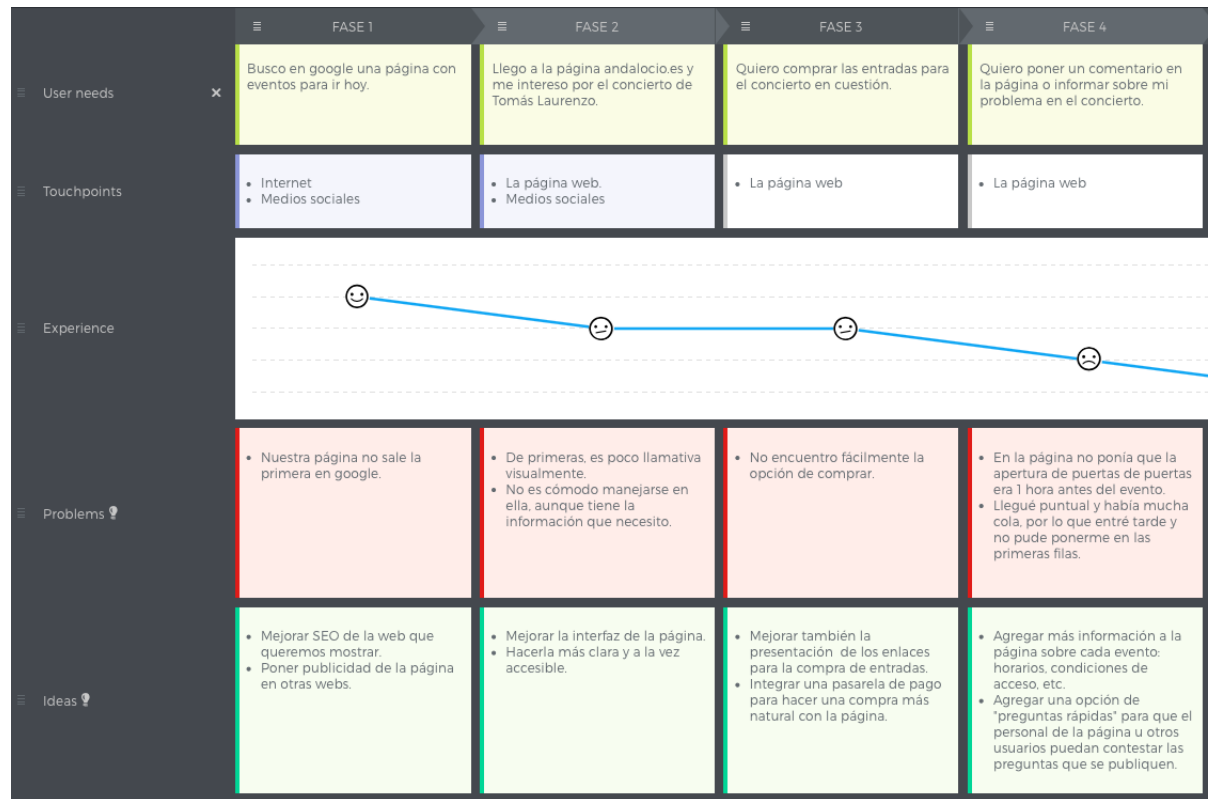 FASE 1
FASE 2
FASE 3
FASE 4
User needs
Busco en google una página con
eventos para ir hoy.
Llego a la página andalocio.es y
me intereso por el concierto de
Tomás Laurenzo.
Quiero comprar las entradas para
el concierto en cuestión.
Quiero poner un comentario en
la página o informar sobre mi
problema en el concierto.
Touchpoints
• Internet
• Medios sociales
• La página web.
• Medios sociales
• La página web
• La página web
Experience
Problems
• Nuestra página no sale la
primera en google.
• De primeras, es poco llamativa
visualmente.
• No es cómodo manejarse en
ella, aunque tiene la
información que necesito.
• No encuentro fácilmente la
opción de comprar.
• En la página no ponía que la
apertura de puertas de puertas
era 1 hora antes del evento.
• Llegué puntual y había mucha
cola, por lo que entré tarde y
no pude ponerme en las
primeras filas.
Ideas
• Mejorar SEO de la web que
queremos mostrar.
• Poner publicidad de la página
en otras webs.
• Mejorar la interfaz de la página.
• Hacerla más clara y a la vez
accesible.
• Mejorar también la
presentación de los enlaces
para la compra de entradas.
• Integrar una pasarela de pago
para hacer una compra más
natural con la página.
• Agregar más información a la
página sobre cada evento:
horarios, condiciones de
acceso, etc.
• Agregar una opción de
"preguntas rápidas" para que el
personal de la página u otros
usuarios puedan contestar las
preguntas que se publiquen.